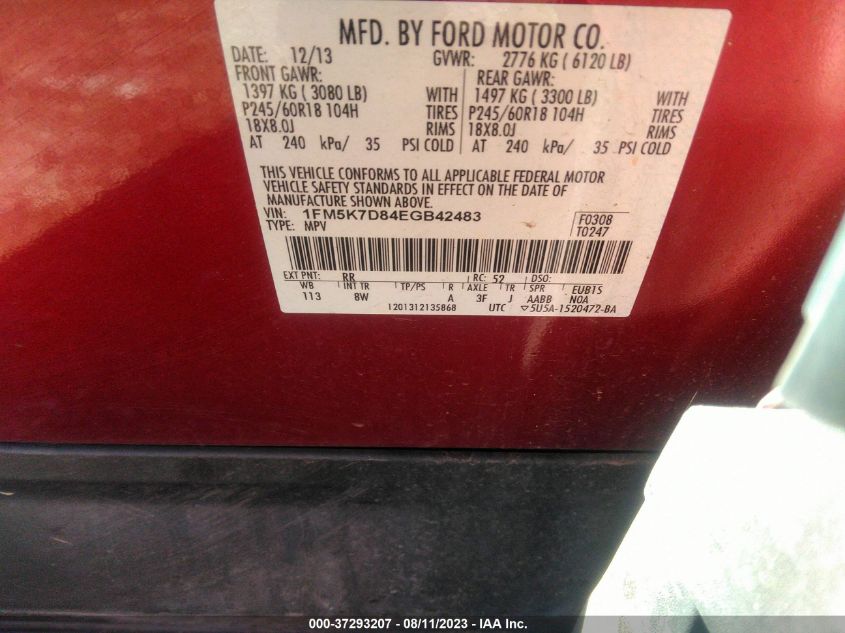 MFD. BY FORD MOTOR CO.
DATE: 12/13 GVWR: 2776 KG ( 6120 LB)
FRONT GAWR: REAR GAWR:
1397 KG ( 3080 LB) WITH 1497 KG ( 3300 LB) WITH
P245/60R18 104H TIRES P245/60R18 104H TIRES
18X8.0J RIMS 18X8.0J RIMS
AT 240 kPa/ 35 PSI COLD AT 240 kPa/ 35 PSI COLD
THIS VEHICLE CONFORMS TO ALL APPLICABLE FEDERAL MOTOR
VEHICLE SAFETY STANDARDS IN EFFECT ON THE DATE OF
MANUFACTURE SHOWN ABOVE.
VIN: 1FM5K7D84EGB42483 F0308
TYPE: MPV T0247
EXT PNT: RR RC: 52 DSO:
WB INT TR TP/PS R AXLE TR SPR EUB1S
113 8W A 3F J AABB N0A
1201312135868 UTC ▽5U5A-1520472-BA
000-37293207 - 08/11/2023 - IAA Inc.